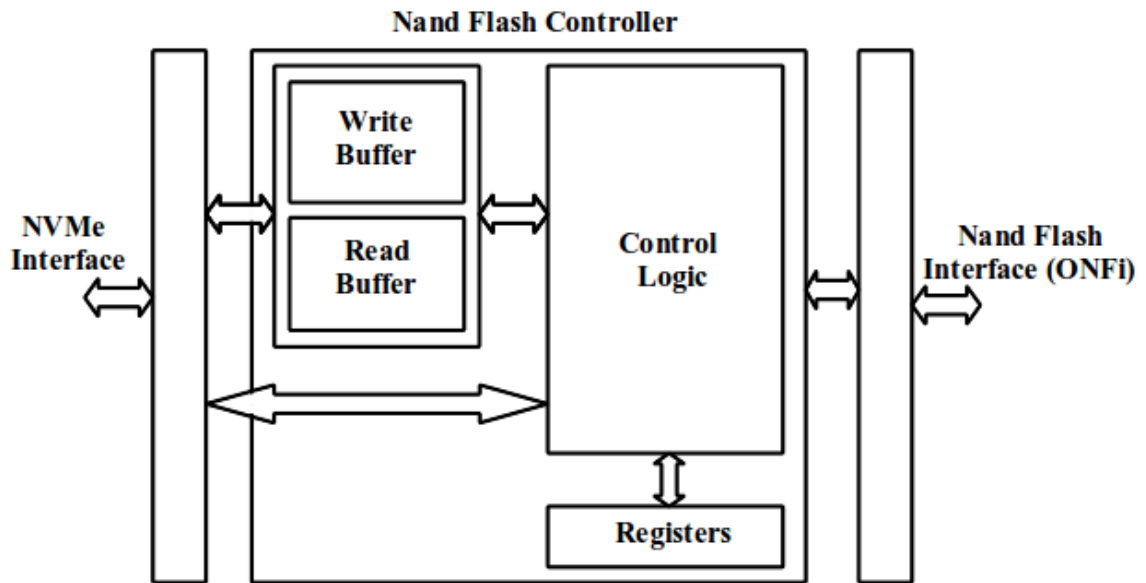 Nand Flash Controller
Write
Buffer
Read
Buffer
NVMe
Interface
Control
Logic
Nand Flash
Interface (ONFi)
Registers